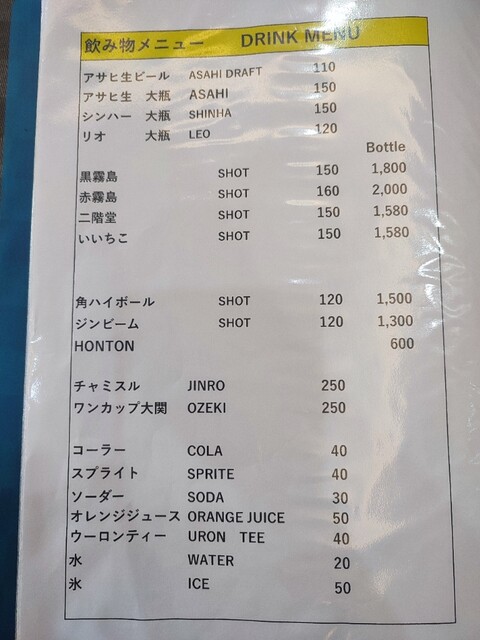 飲み物メニュー DRINK MENU
アサヒ生ビール ASAHI DRAFT 110
アサヒ生 大瓶 ASAHI 150
シンハー 大瓶 SHINHA 150
リオ 大瓶 LEO 120
Bottle
黒霧島 SHOT 150 1,800
赤霧島 SHOT 160 2,000
二階堂 SHOT 150 1,580
いいちこ SHOT 150 1,580
角ハイボール SHOT 120 1,500
ジンビーム SHOT 120 1,300
HONTON 600
チャミスル JINRO 250
ワンカップ大関 OZEKI 250
コーラー COLA 40
スプライト SPRITE 40
ソーダー SODA 30
オレンジジュース ORANGE JUICE 50
ウーロンティー URON TEE 40
水 WATER 20
氷 ICE 50